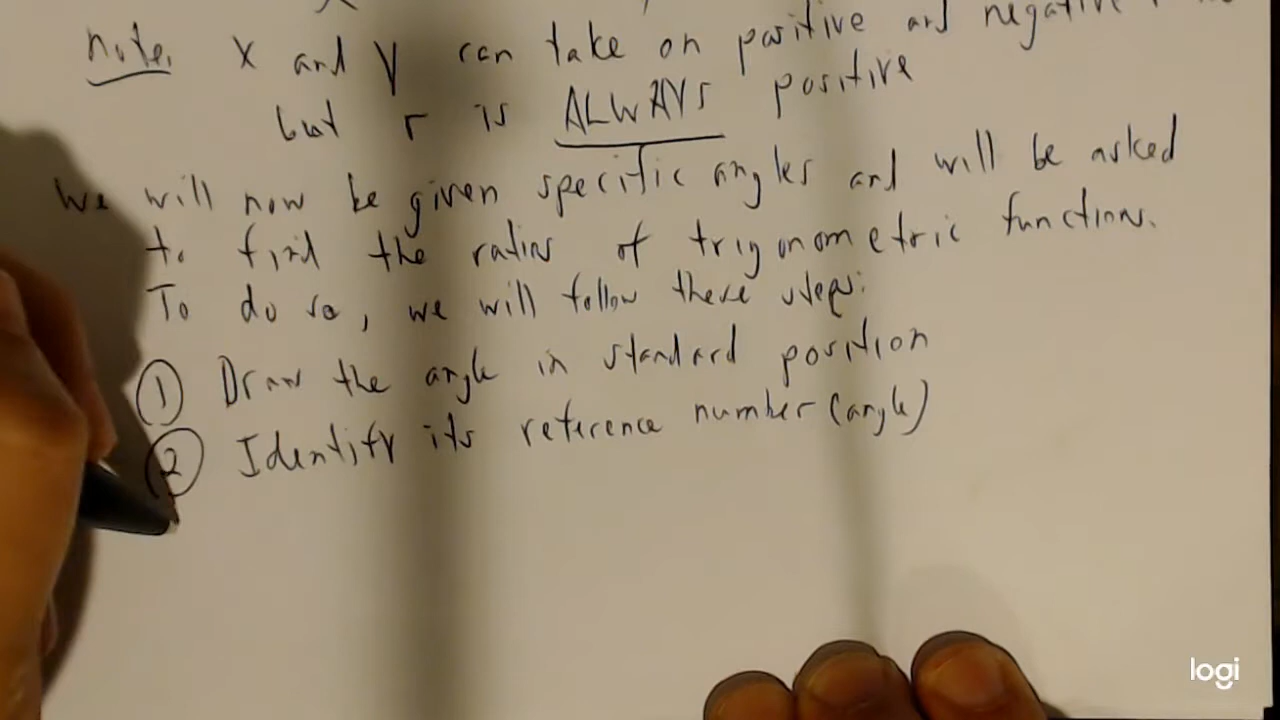 note. x and y can take on positive and negative
but r is ALWAYS positive
We will now be given specific angles and will be asked
to find the ratios of trigonometric functions.
To do so, we will follow these steps:
① Draw the angle in standard position
② Identify its reference number (angle)
logi